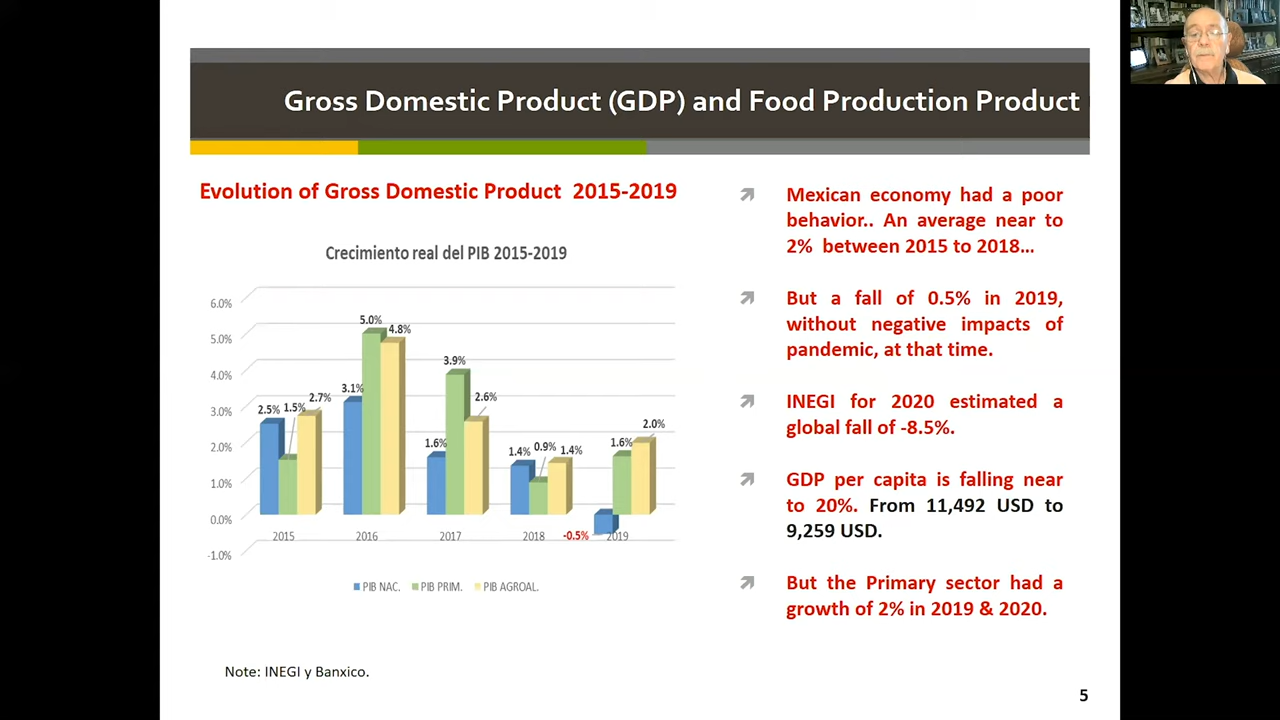 Gross Domestic Product (GDP) and Food Production Product
Evolution of Gross Domestic Product 2015-2019
Crecimiento real del PIB 2015-2019
6.0%
5.0%
4.0%
3.0%
2.0%
1.0%
0.0%
-1.0%
2.5%
1.5%
2.7%
3.1%
5.0%
4.8%
1.6%
3.9%
2.6%
1.4%
0.9%
1.4%
-0.5%
1.6%
2.0%
2015
2016
2017
2018
2019
PIB NAC.
PIB PRIM.
PIB AGROAL.
Mexican economy had a poor
behavior.. An average near to
2% between 2015 to 2018...
But a fall of 0.5% in 2019,
without negative impacts of
pandemic, at that time.
INEGI for 2020 estimated a
global fall of -8.5%.
GDP per capita is falling near
to 20%. From 11,492 USD to
9,259 USD.
But the Primary sector had a
growth of 2% in 2019 & 2020.
Note: INEGI y Banxico.
5